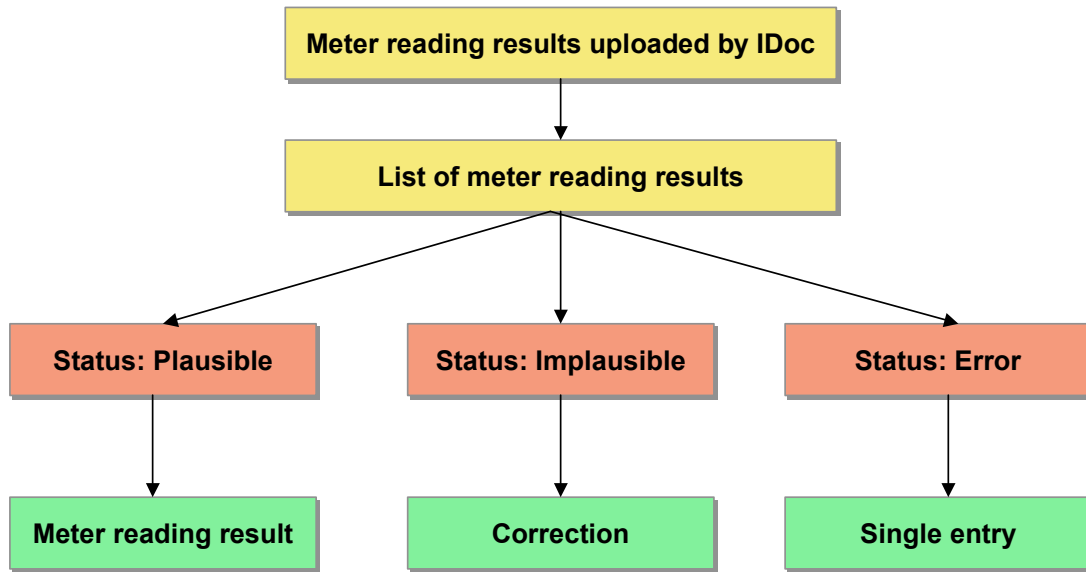 Meter reading results uploaded by IDoc
List of meter reading results
Status: Plausible
Status: Implausible
Status: Error
Meter reading result
Correction
Single entry